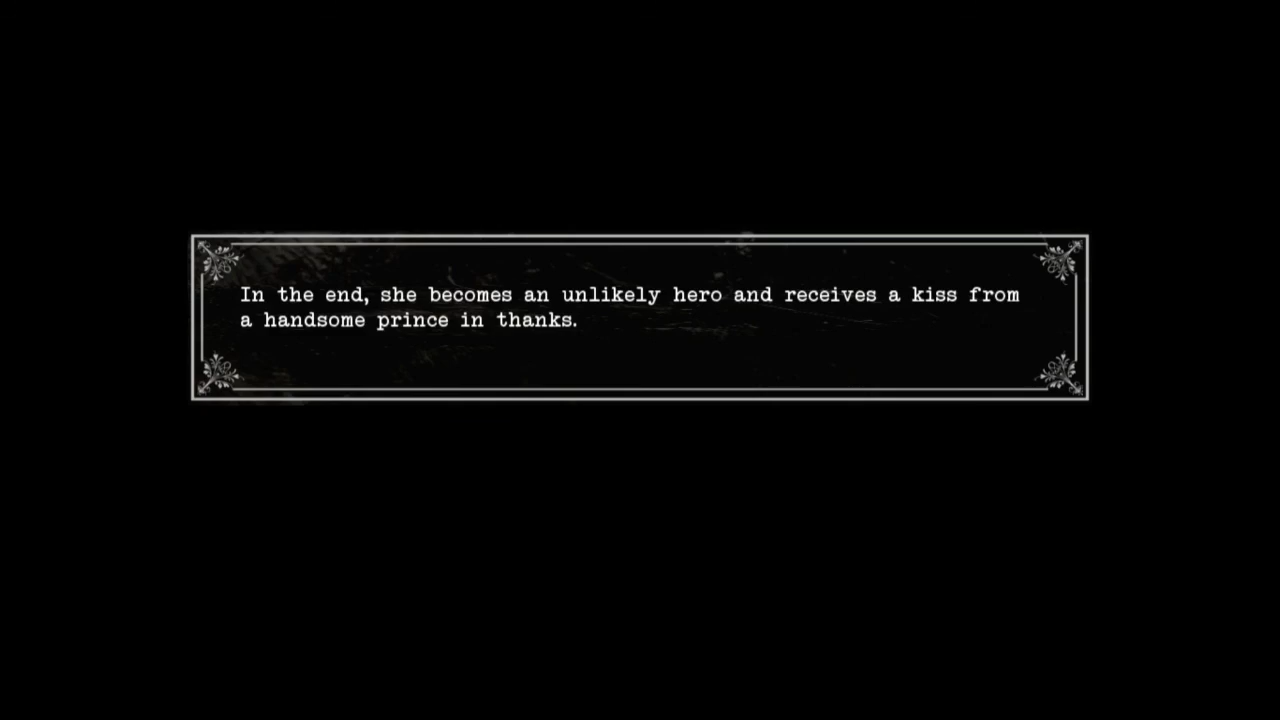 In the end, she becomes an unlikely hero and receives a kiss from
a handsome prince in thanks.